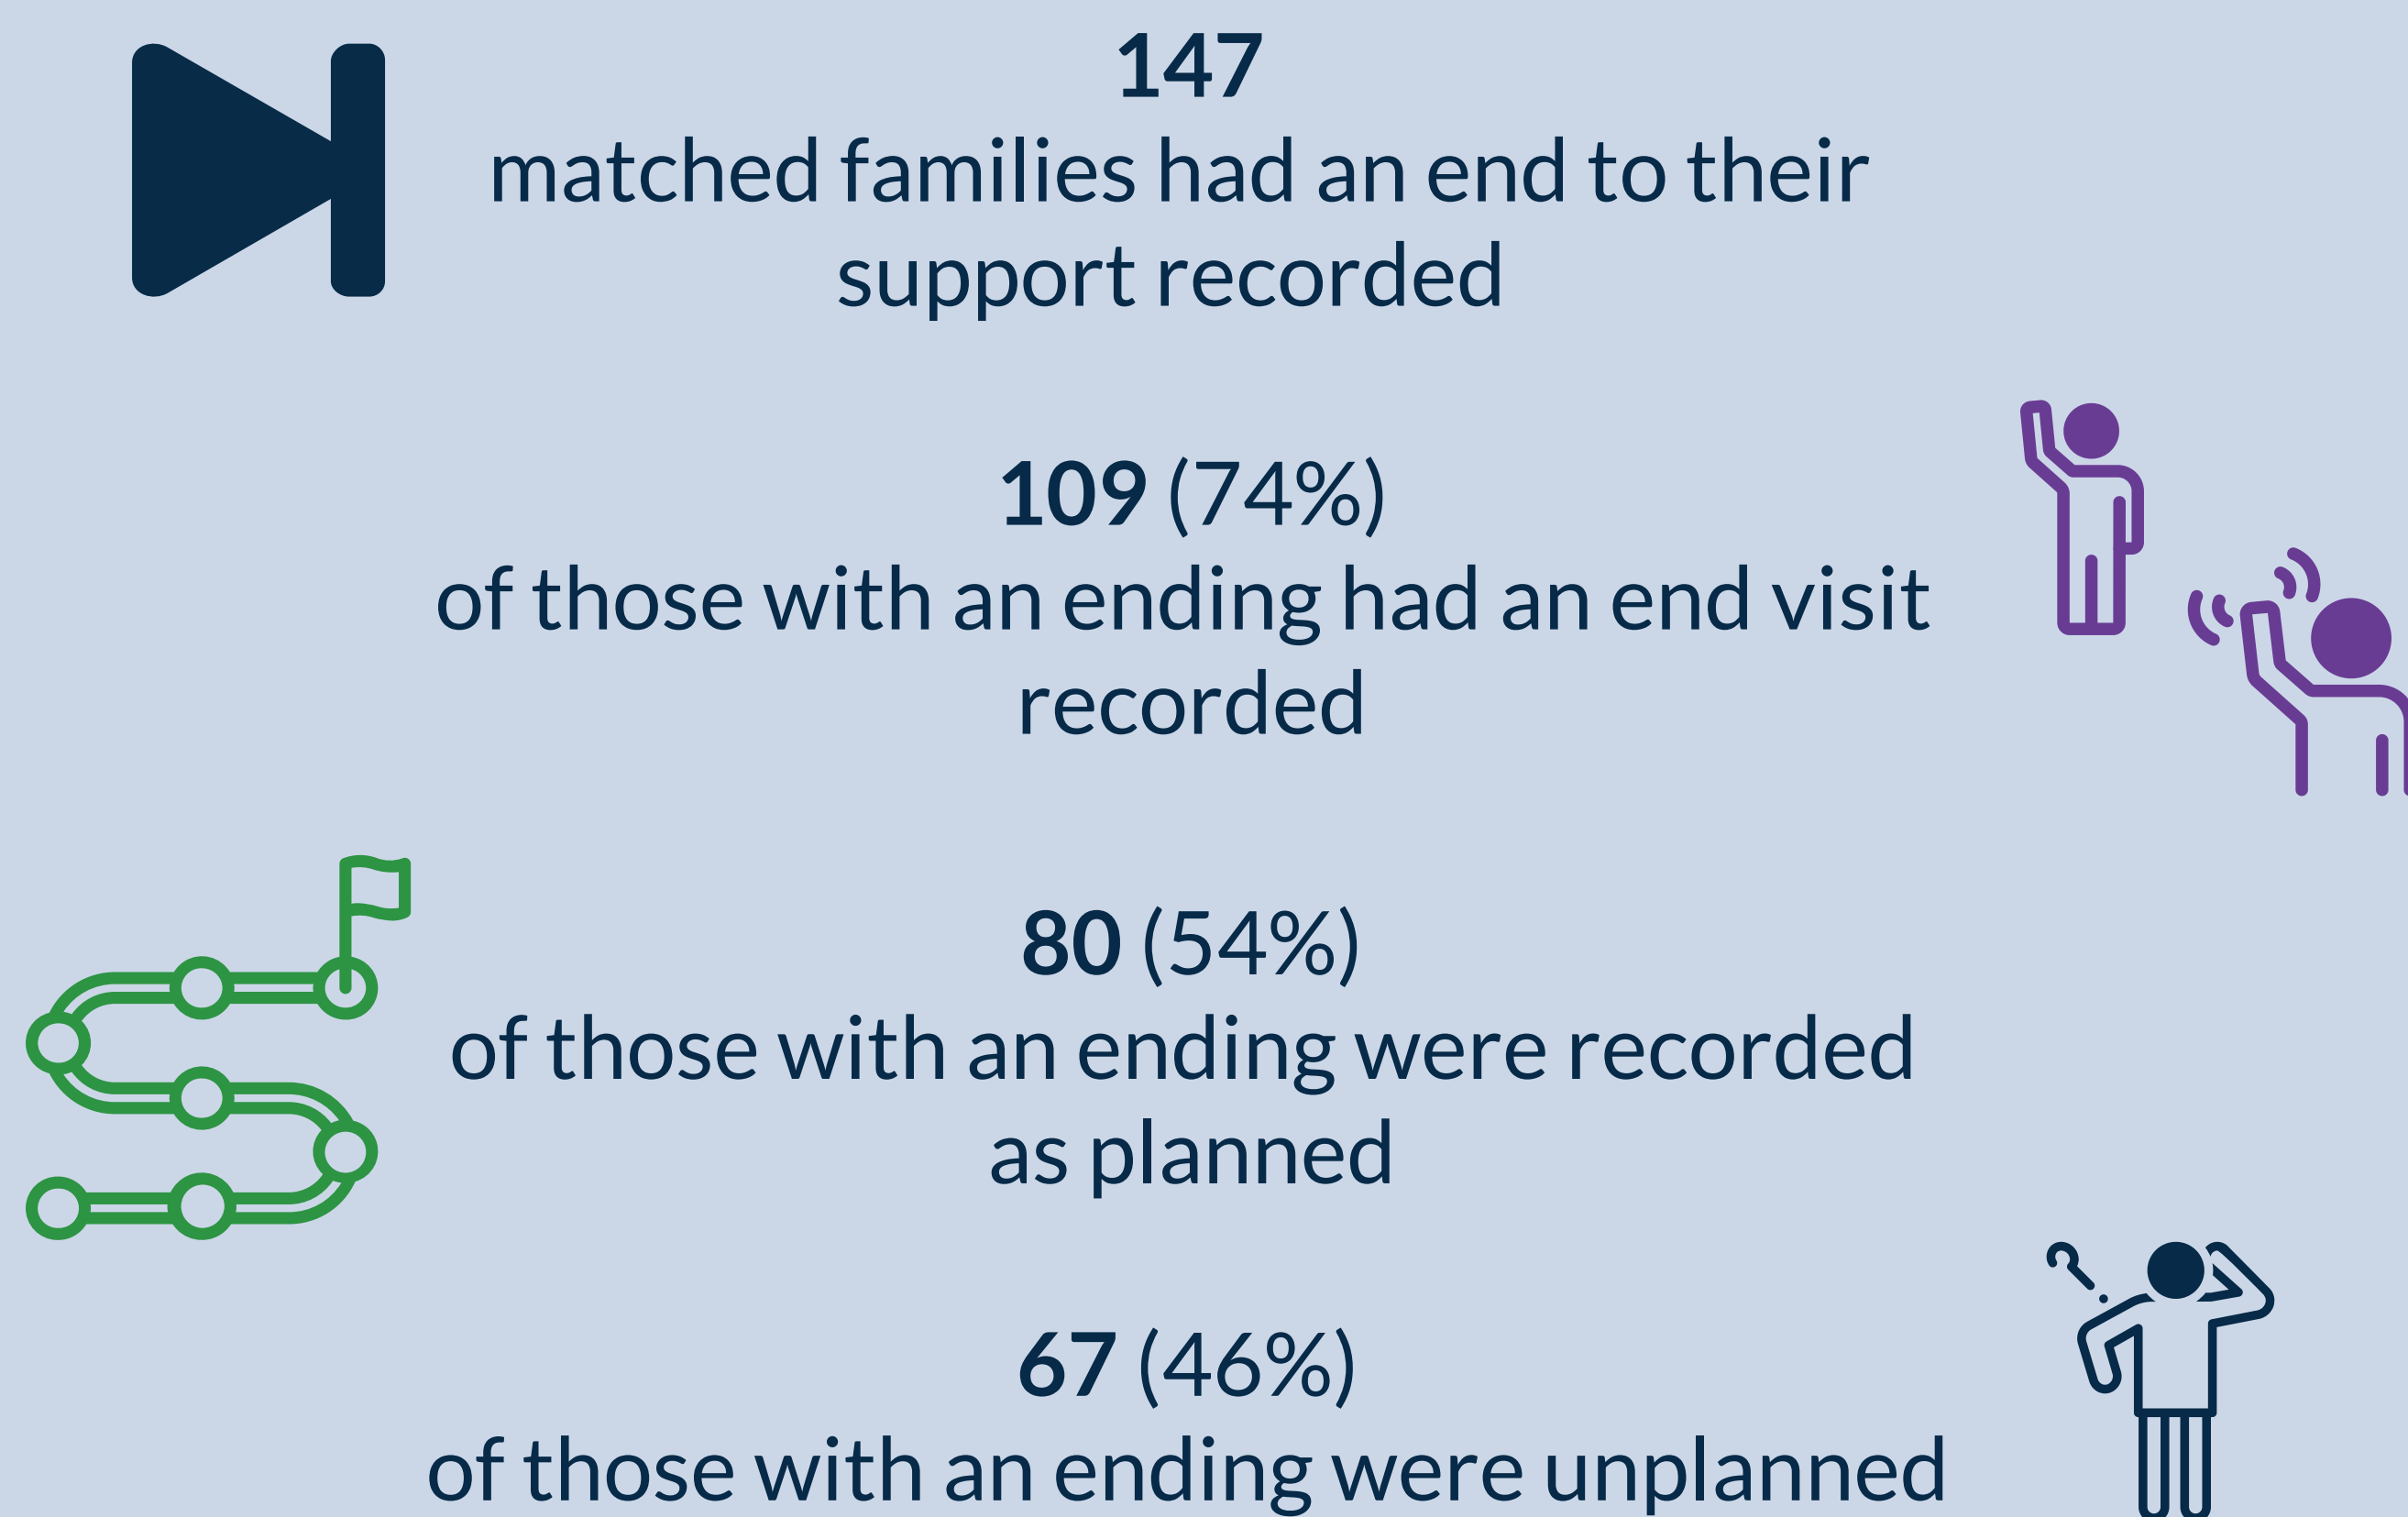 147
matched families had an end to their
support recorded
109 (74%)
of those with an ending had an end visit
recorded
80 (54%)
of those with an ending were recorded
as planned
67 (46%)
of those with an ending were unplanned